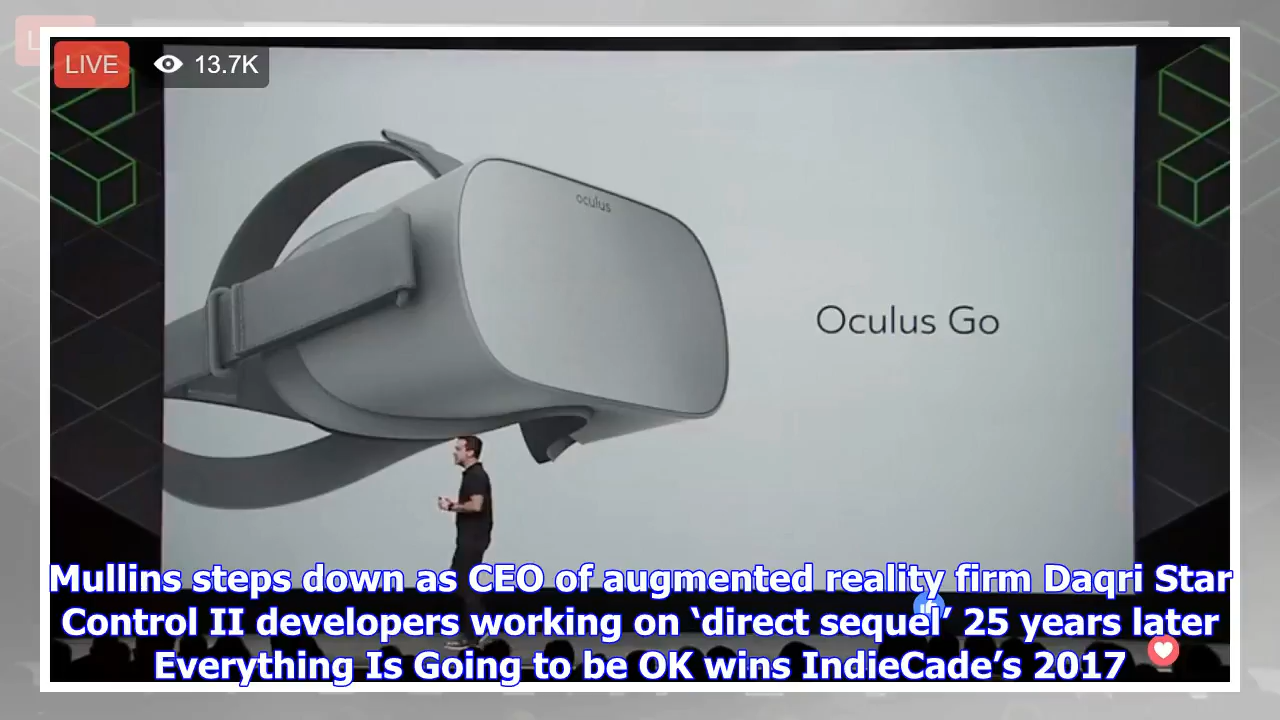 LIVE
13.7K
oculus
Oculus Go
Mullins steps down as CEO of augmented reality firm Daqri Star
Control II developers working on ‘direct sequel’ 25 years later
Everything Is Going to be OK wins IndieCade’s 2017